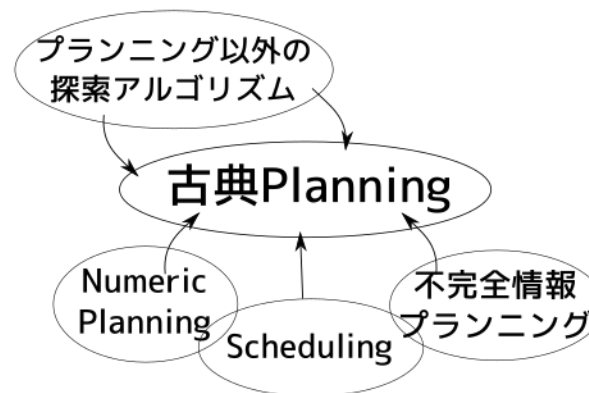 プランニング以外の
探索アルゴリズム
古典Planning
Numeric
Planning
Scheduling
不完全情報
プランニング